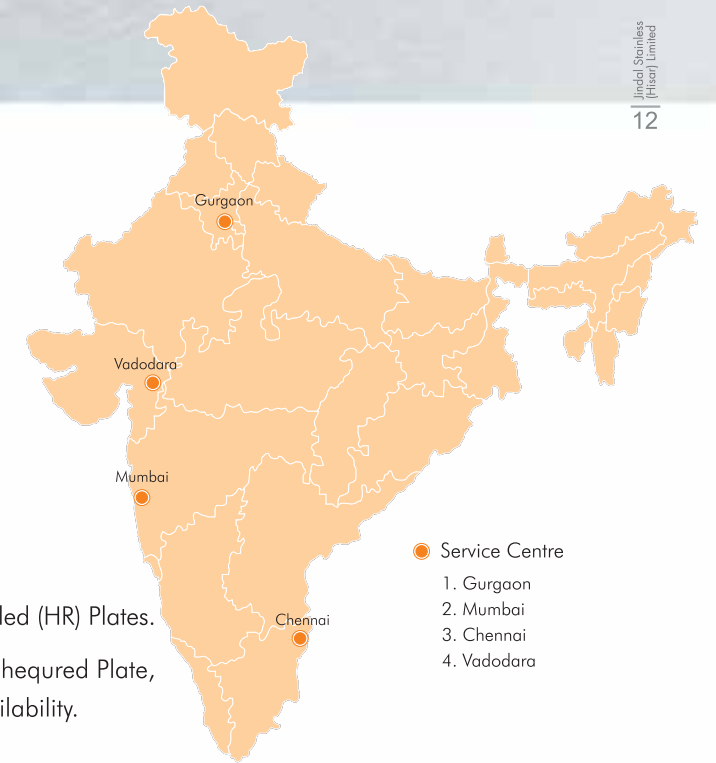 Jindal Stainless
(Hisar) Limited
12
Gurgaon
Vadodara
Mumbai
Chennai
Service Centre
1. Gurgaon
2. Mumbai
3. Chennai
4. Vadodara
(HR) Plates.
hequred Plate,
ilability.